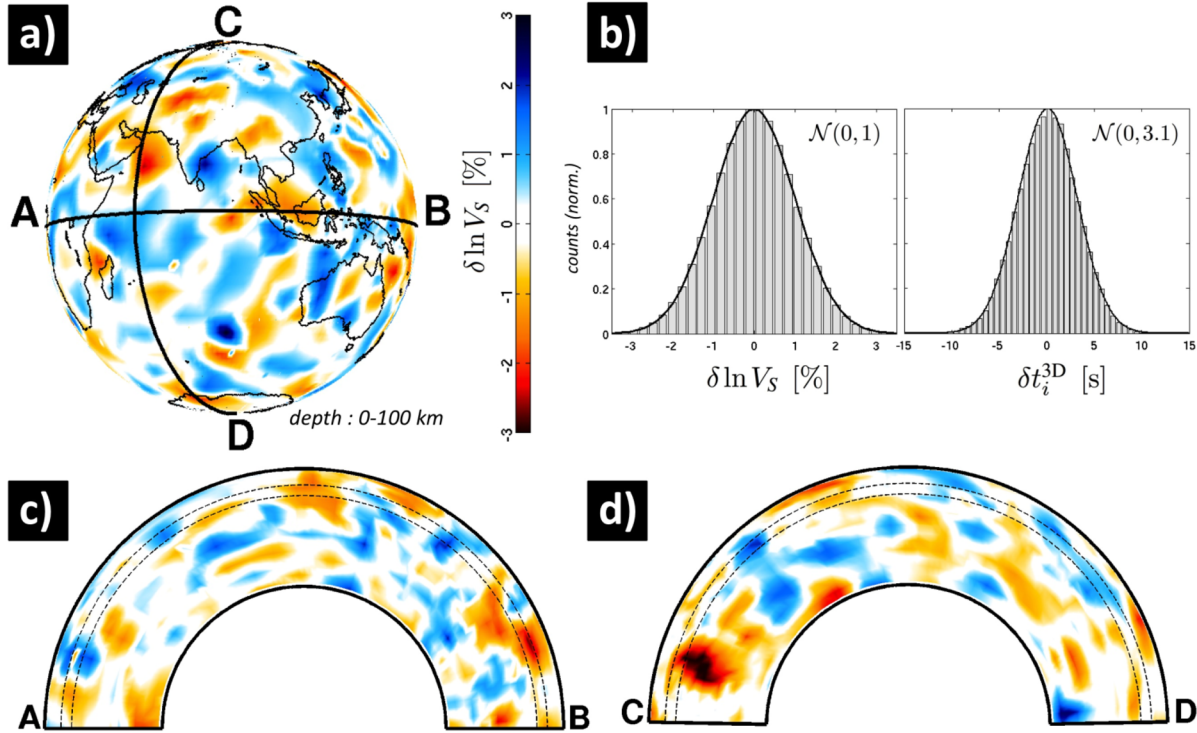 a)
C
A
B
D
depth : 0-100 km
3
2
1
0
-1
-2
-3
δ ln V_S [%]
b)
N(0, 1)
N(0, 3.1)
counts (norm.)
1
0.8
0.6
0.4
0.2
0
-3 -2 -1 0 1 2 3
-15 -10 -5 0 5 10 15
δ ln V_S [%]
δt_i^{3D} [s]
c)
A
B
d)
C
D